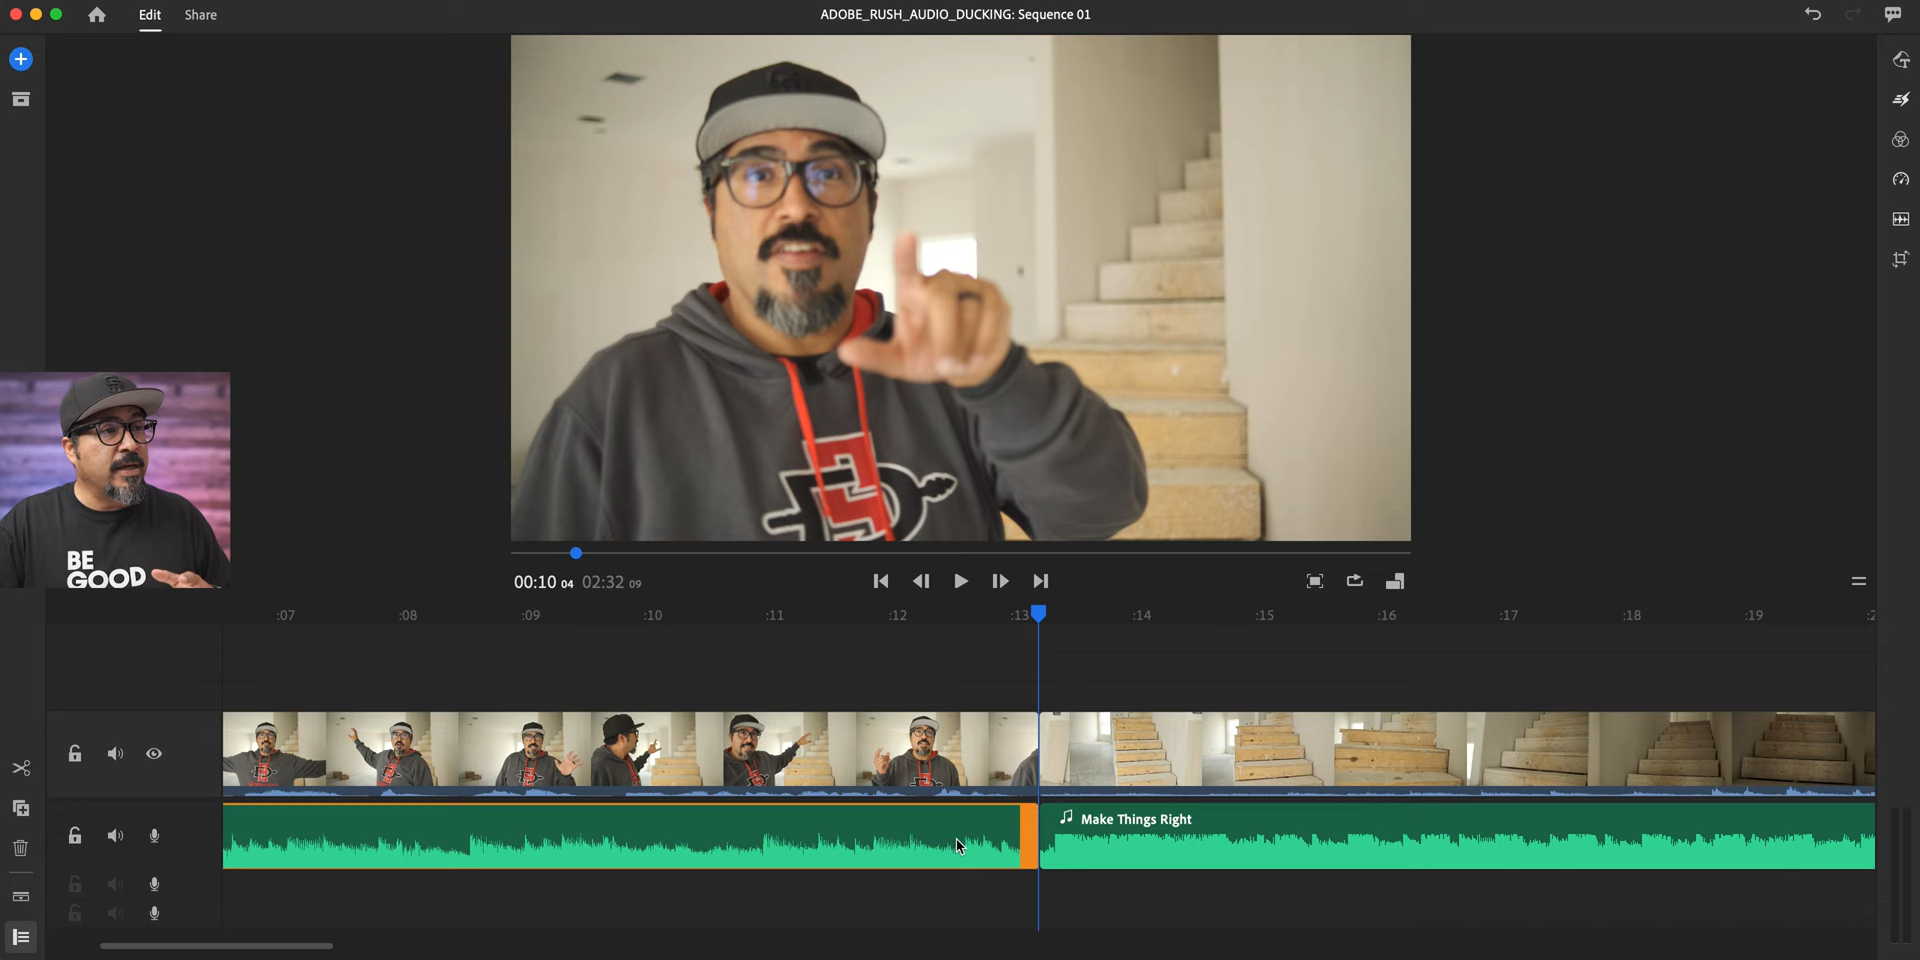 Edit
Share
ADOBE_RUSH_AUDIO_DUCKING: Sequence 01
BE
GOOD
00:10 04 02:32 09
:07
:08
:09
:10
:11
:12
:13
:14
:15
:16
:17
:18
:19
Make Things Right